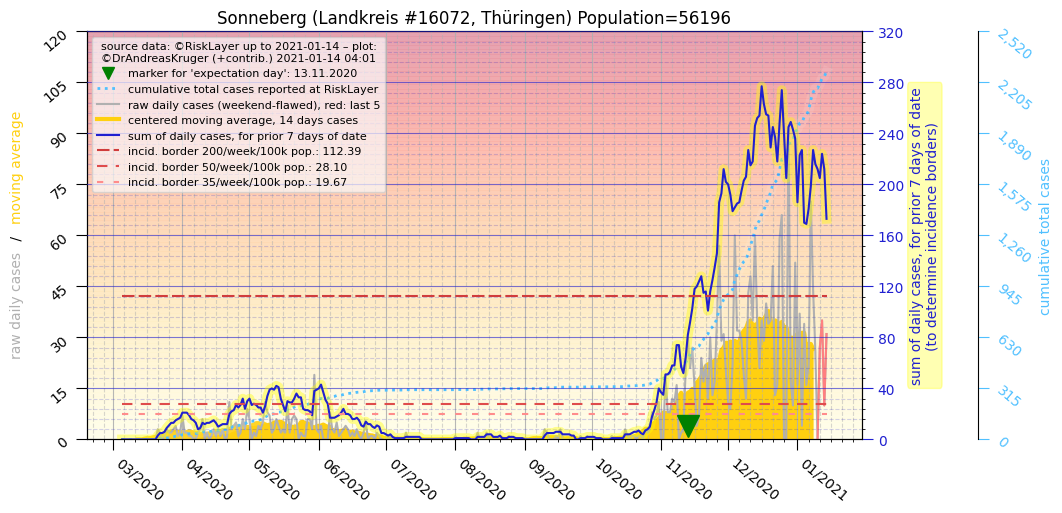 Sonneberg (Landkreis #16072, Thüringen) Population=56196
source data: ©RiskLayer up to 2021-01-14 – plot:
©DrAndreasKruger (+contrib.) 2021-01-14 04:01
marker for 'expectation day': 13.11.2020
cumulative total cases reported at RiskLayer
raw daily cases (weekend-flawed), red: last 5
centered moving average, 14 days cases
sum of daily cases, for prior 7 days of date
incid. border 200/week/100k pop.: 112.39
incid. border 50/week/100k pop.: 28.10
incid. border 35/week/100k pop.: 19.67
raw daily cases / moving average
120
105
90
75
60
45
30
15
0
03/2020
04/2020
05/2020
06/2020
07/2020
08/2020
09/2020
10/2020
11/2020
12/2020
01/2021
320
280
240
200
160
120
80
40
0
sum of daily cases, for prior 7 days of date
(to determine incidence borders)
2,520
2,205
1,890
1,575
1,260
945
630
315
0
cumulative total cases